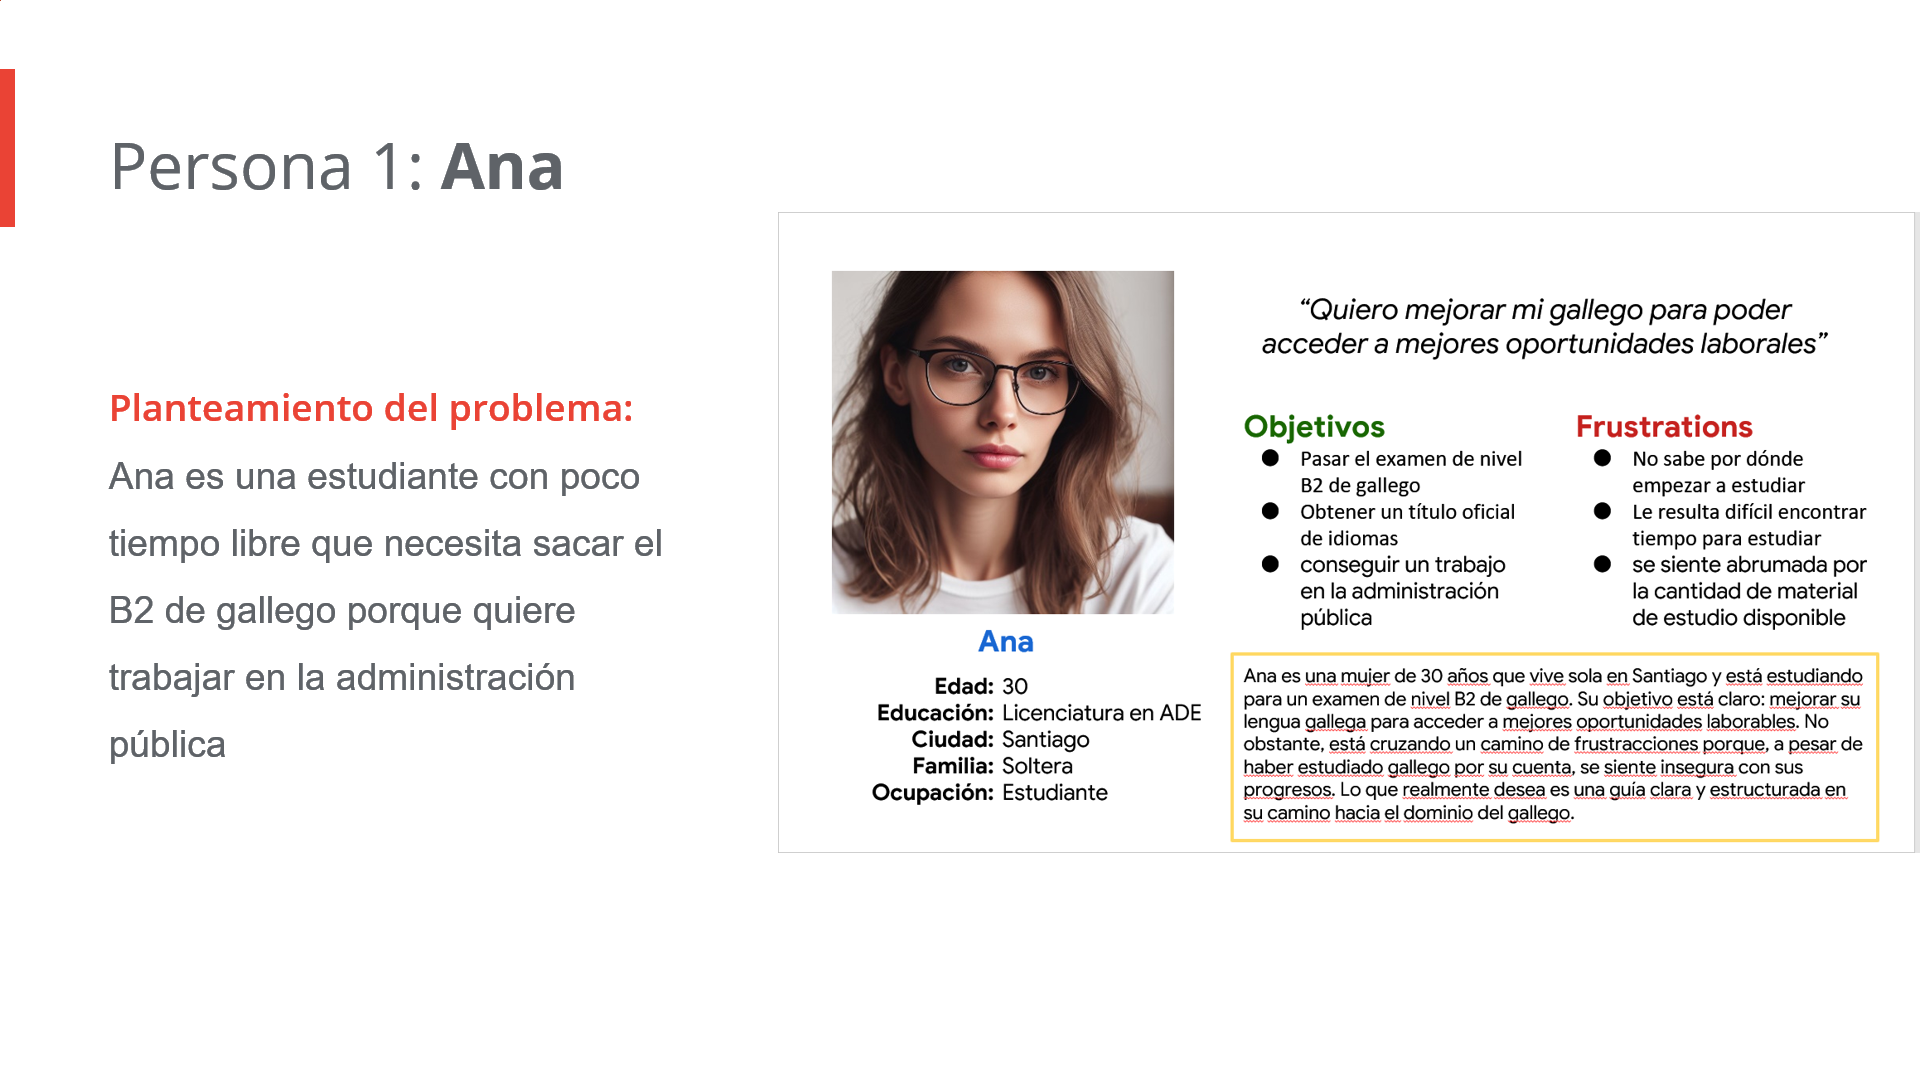 Persona 1: Ana
Planteamiento del problema:
Ana es una estudiante con poco
tiempo libre que necesita sacar el
B2 de gallego porque quiere
trabajar en la administración
pública
Ana
Edad: 30
Educación: Licenciatura en ADE
Ciudad: Santiago
Familia: Soltera
Ocupación: Estudiante
“Quiero mejorar mi gallego para poder
acceder a mejores oportunidades laborales”
Objetivos
● Pasar el examen de nivel
B2 de gallego
● Obtener un título oficial
de idiomas
● conseguir un trabajo
en la administración
pública
Frustrations
● No sabe por dónde
empezar a estudiar
● Le resulta difícil encontrar
tiempo para estudiar
● se siente abrumada por
la cantidad de material
de estudio disponible
Ana es una mujer de 30 años que vive sola en Santiago y está estudiando
para un examen de nivel B2 de gallego. Su objetivo está claro: mejorar su
lengua gallega para acceder a mejores oportunidades laborables. No
obstante, está cruzando un camino de frustracciones porque, a pesar de
haber estudiado gallego por su cuenta, se siente insegura con sus
progresos. Lo que realmente desea es una guía clara y estructurada en
su camino hacia el dominio del gallego.